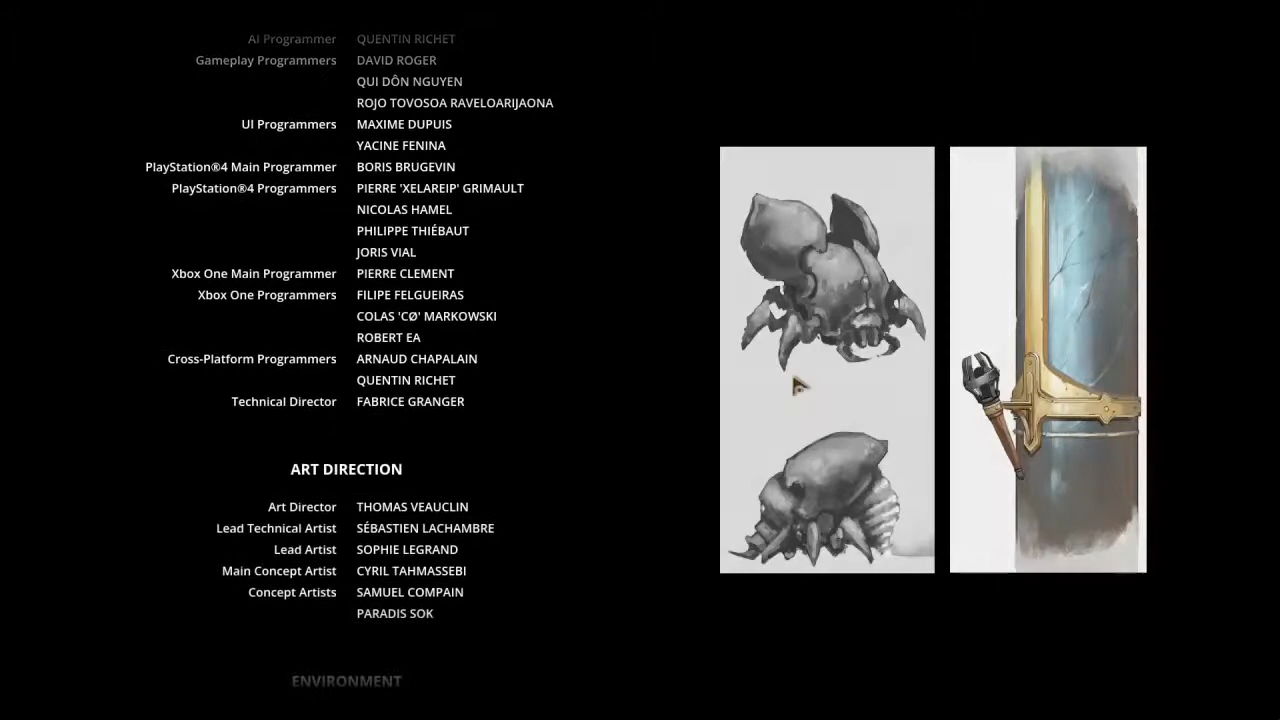 AI Programmer QUENTIN RICHET
Gameplay Programmers DAVID ROGER
QUI DÔN NGUYEN
ROJO TOVOSOA RAVELOARIJAONA
UI Programmers MAXIME DUPUIS
YACINE FENINA
PlayStation®4 Main Programmer BORIS BRUGEVIN
PlayStation®4 Programmers PIERRE 'XELAREIP' GRIMAULT
NICOLAS HAMEL
PHILIPPE THIÉBAUT
JORIS VIAL
Xbox One Main Programmer PIERRE CLEMENT
Xbox One Programmers FILIPE FELGUEIRAS
COLAS 'CØ' MARKOWSKI
ROBERT EA
Cross-Platform Programmers ARNAUD CHAPALAIN
QUENTIN RICHET
Technical Director FABRICE GRANGER
ART DIRECTION
Art Director THOMAS VEAUCLIN
Lead Technical Artist SÉBASTIEN LACHAMBRE
Lead Artist SOPHIE LEGRAND
Main Concept Artist CYRIL TAHMASSEBI
Concept Artists SAMUEL COMPAIN
PARADIS SOK
ENVIRONMENT